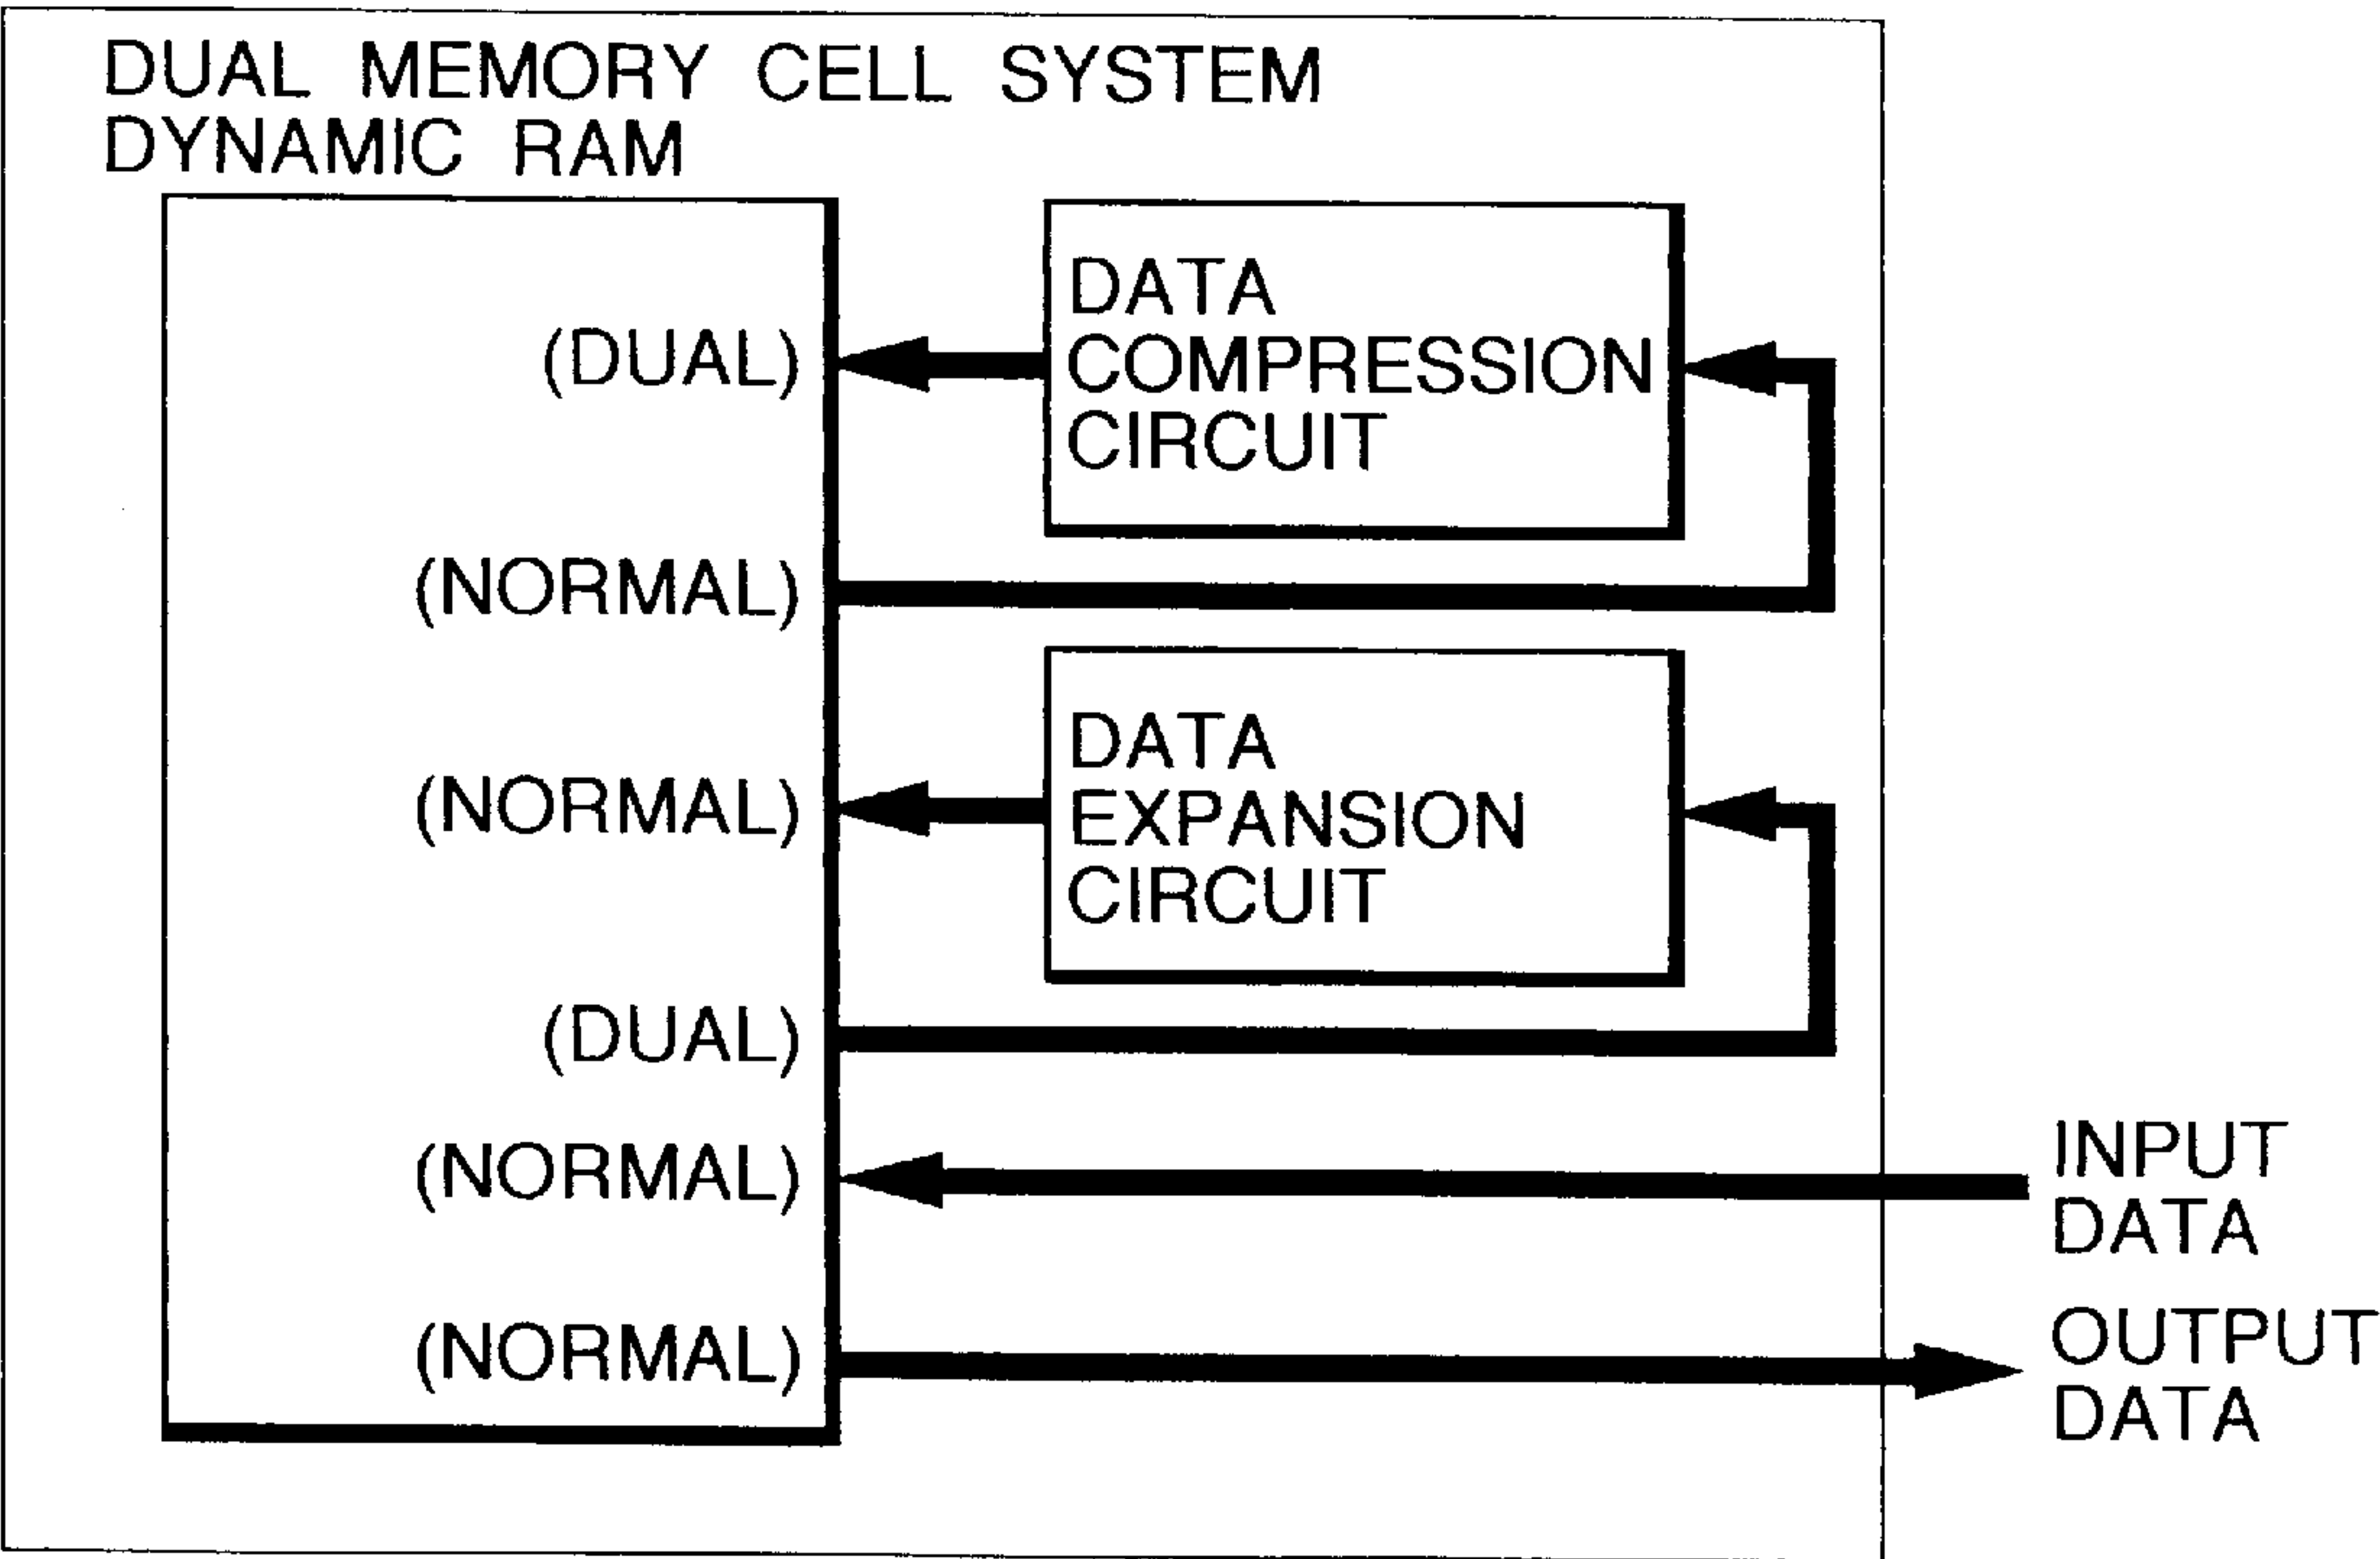 DUAL MEMORY CELL SYSTEM
DYNAMIC RAM
(DUAL)
DATA
COMPRESSION
CIRCUIT
(NORMAL)
(NORMAL)
DATA
EXPANSION
CIRCUIT
(DUAL)
(NORMAL)
INPUT
DATA
(NORMAL)
OUTPUT
DATA